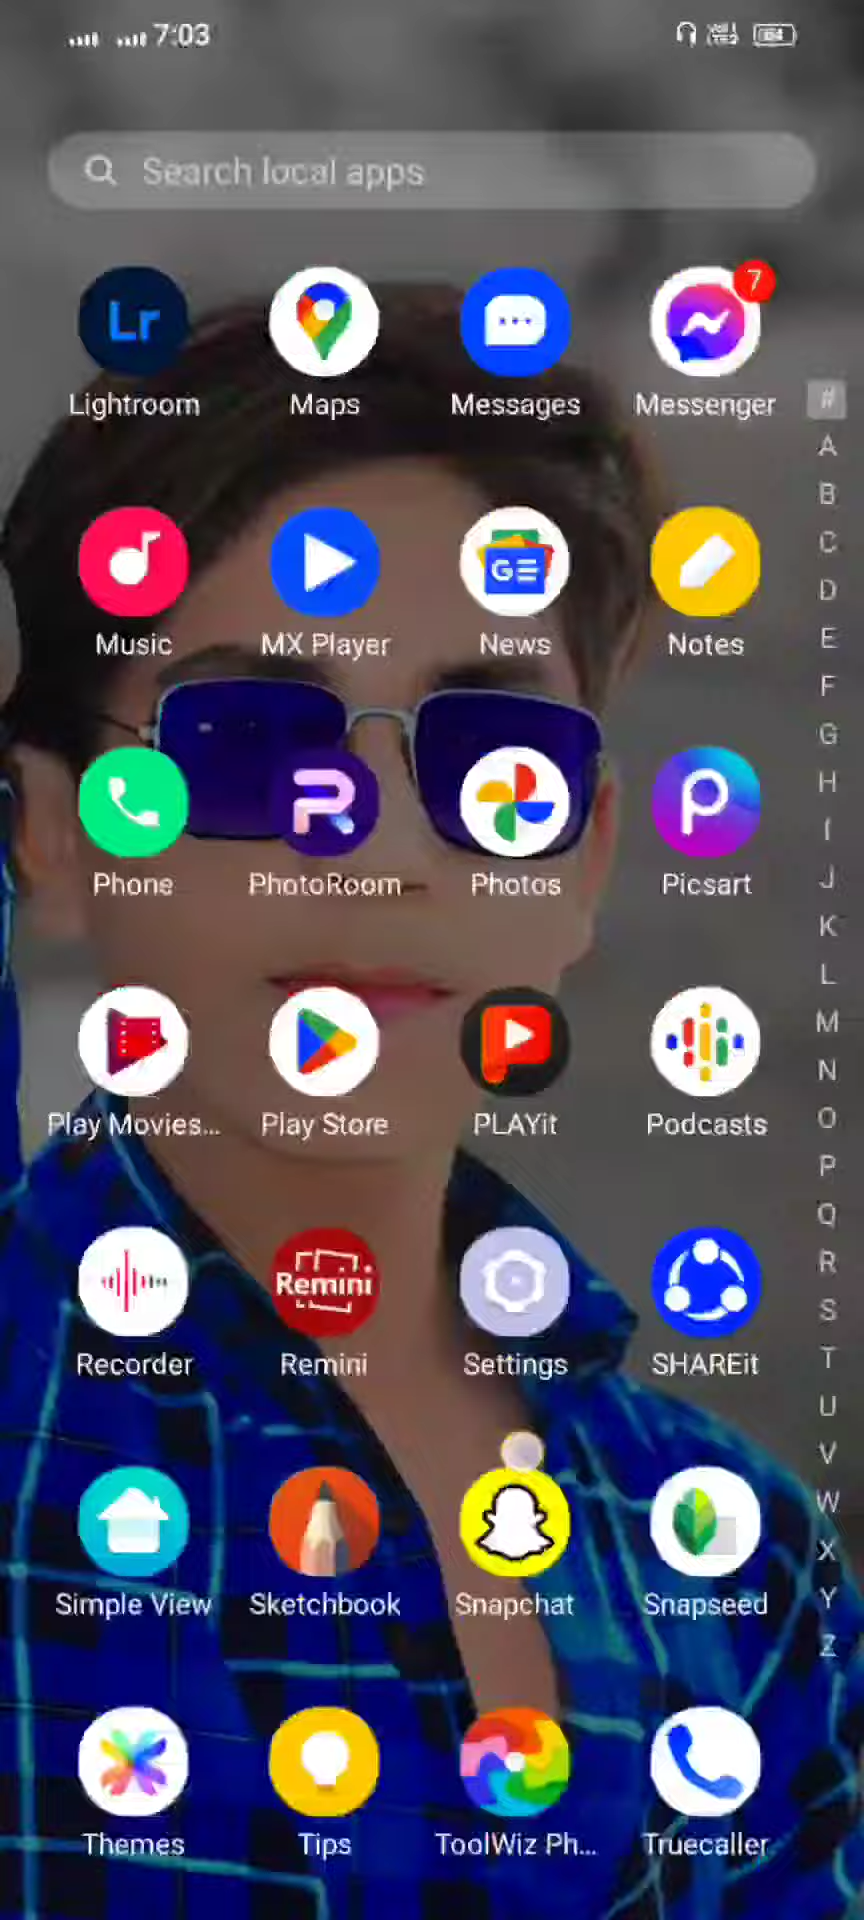 7:03
Search local apps
Lr
7
Lightroom
Maps
Messages
Messenger
#
A
B
C
D
E
F
G
H
I
J
K
L
M
N
O
P
Q
R
S
T
U
V
W
X
Y
Z
GE
Music
MX Player
News
Notes
Phone
PhotoRoom
Photos
Picsart
Play Movies...
Play Store
PLAYit
Podcasts
Remini
Recorder
Remini
Settings
SHAREit
Simple View
Sketchbook
Snapchat
Snapseed
Themes
Tips
ToolWiz Ph...
Truecaller